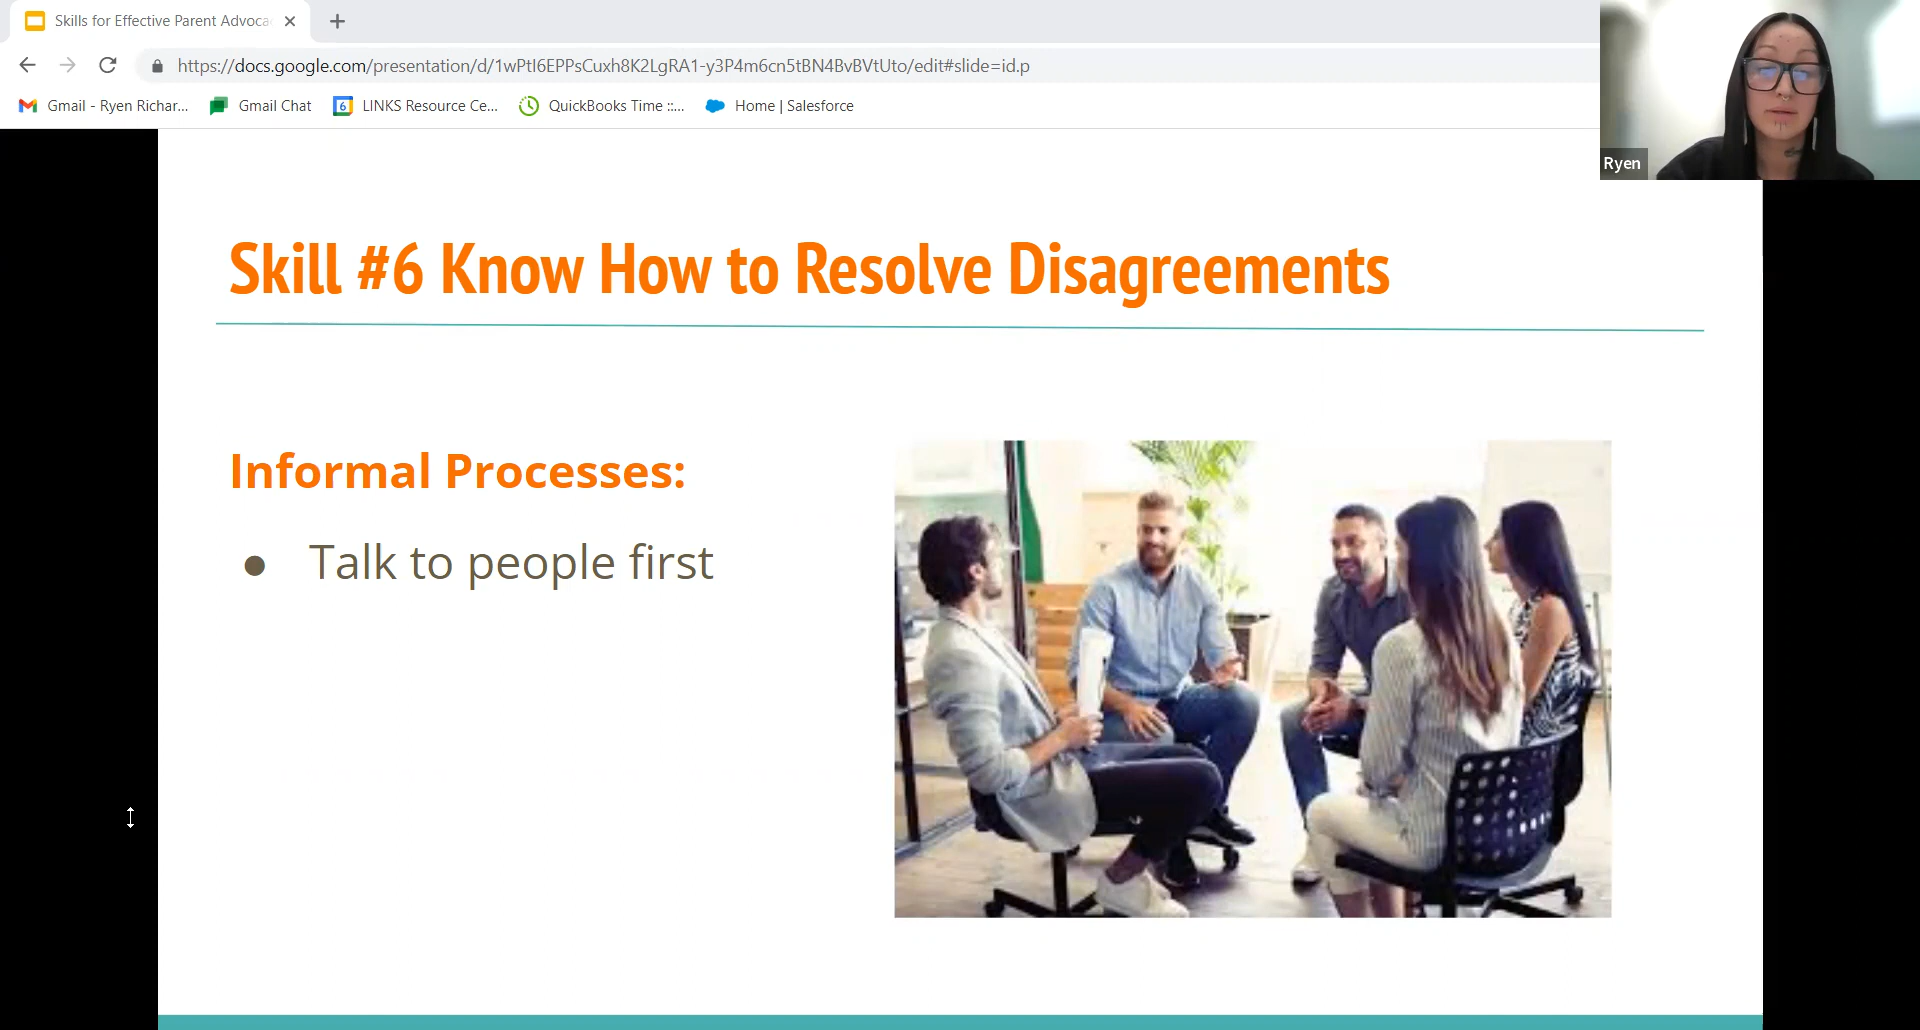 Skills for Effective Parent Advoca
https://docs.google.com/presentation/d/1wPtI6EPPsCuxh8K2LgRA1-y3P4m6cn5tBN4BvBVtUto/edit#slide=id.p
Gmail - Ryen Richar... Gmail Chat 6 LINKS Resource Ce... QuickBooks Time ::... Home | Salesforce
Ryen
Skill #6 Know How to Resolve Disagreements
Informal Processes:
● Talk to people first